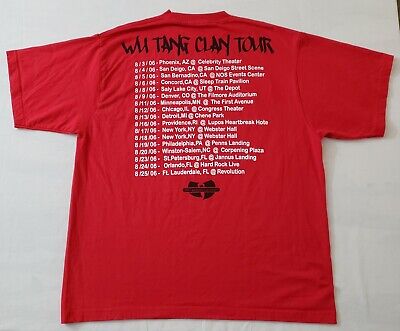 WU TANG CLAN TOUR
8/3/06 - Phoenix, AZ @ Celebrity Theater
8/4/06 - San Deigo, CA @ San Deigo Street Scene
8/5/06 - San Bernadino,CA @ NOS Events Center
8/6/06 - Concord,CA @ Sleep Train Pavilion
8/8/06 - Saly Lake City, UT @ The Depot
8/9/06 - Denver, CO @ The Filmore Auditorium
8/11/06 - Minneapolis,MN @ The First Avenue
8/12/06 - Chicago,IL @ Congress Theater
8/13/06 - Detroit,MI @ Chene Park
8/16/06 - Providence,RI @ Lupos Heartbreak Hote
8/17/06 - New York,NY @ Webster Hall
8/18/06 - New York,NY @ Webster Hall
8/19/06 - Philadelphia,PA @ Penns Landing
8/20/06 - Winston-Salem,NC @ Corpening Plaza
8/23/06 - St.Petersburg,FL @ Jannus Landing
8/24/06 - Orlando,FL @ Hard Rock Live
8/25/06 - Ft. Lauderdale,FL @ Revolution